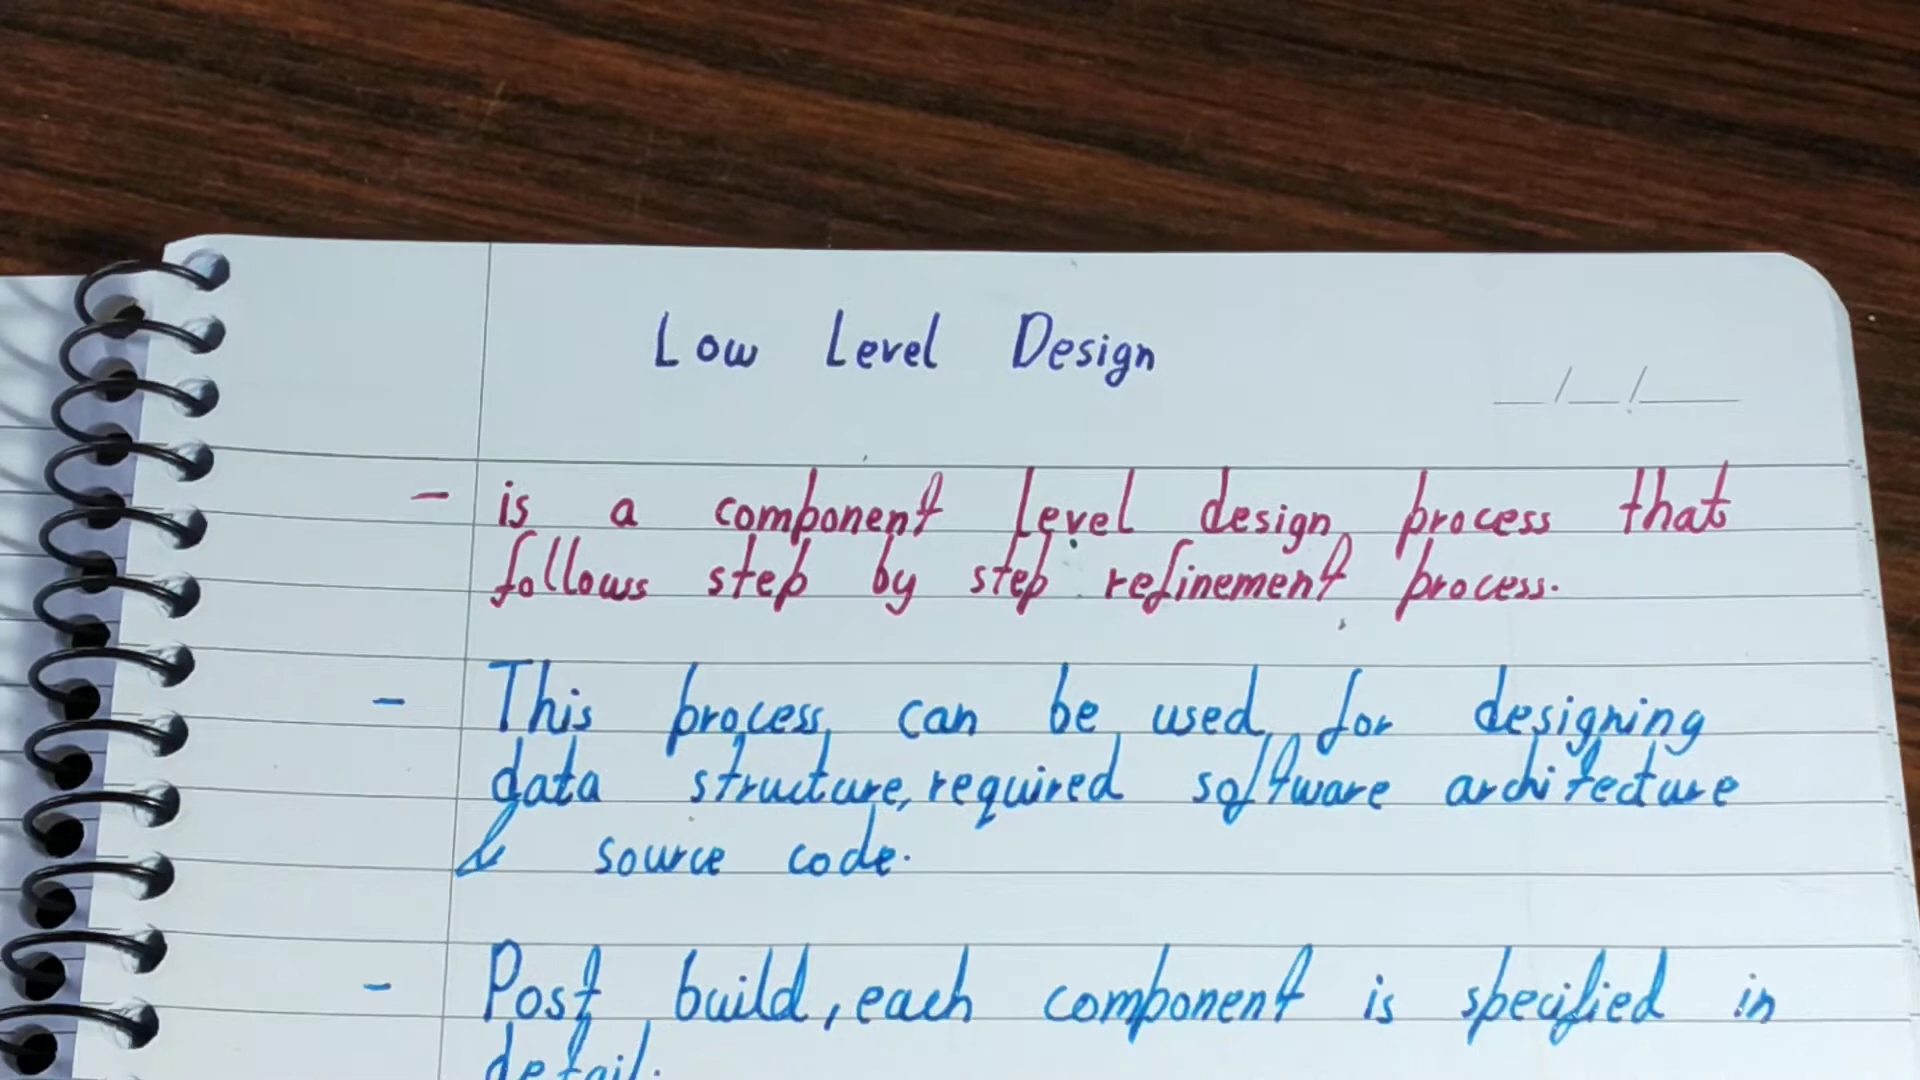 Low Level Design
- is a component level design process that
follows step by step refinement process.
- This process can be used for designing
data structure, required software architecture
& source code.
- Post build, each component is specified in
detail.